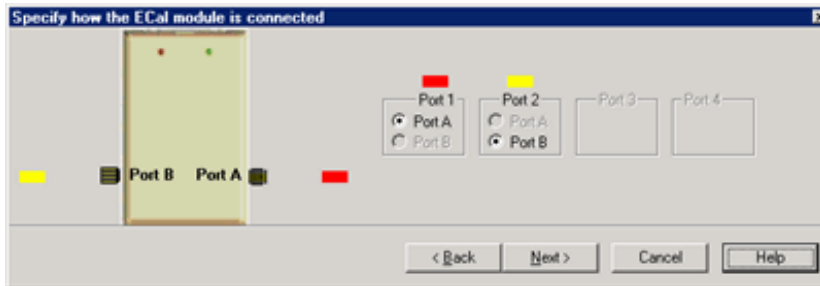 Specify how the ECal module is connected
Port B Port A
Port 1
Port A
Port B
Port 2
Port A
Port B
Port 3
Port 4
< Back
Next >
Cancel
Help